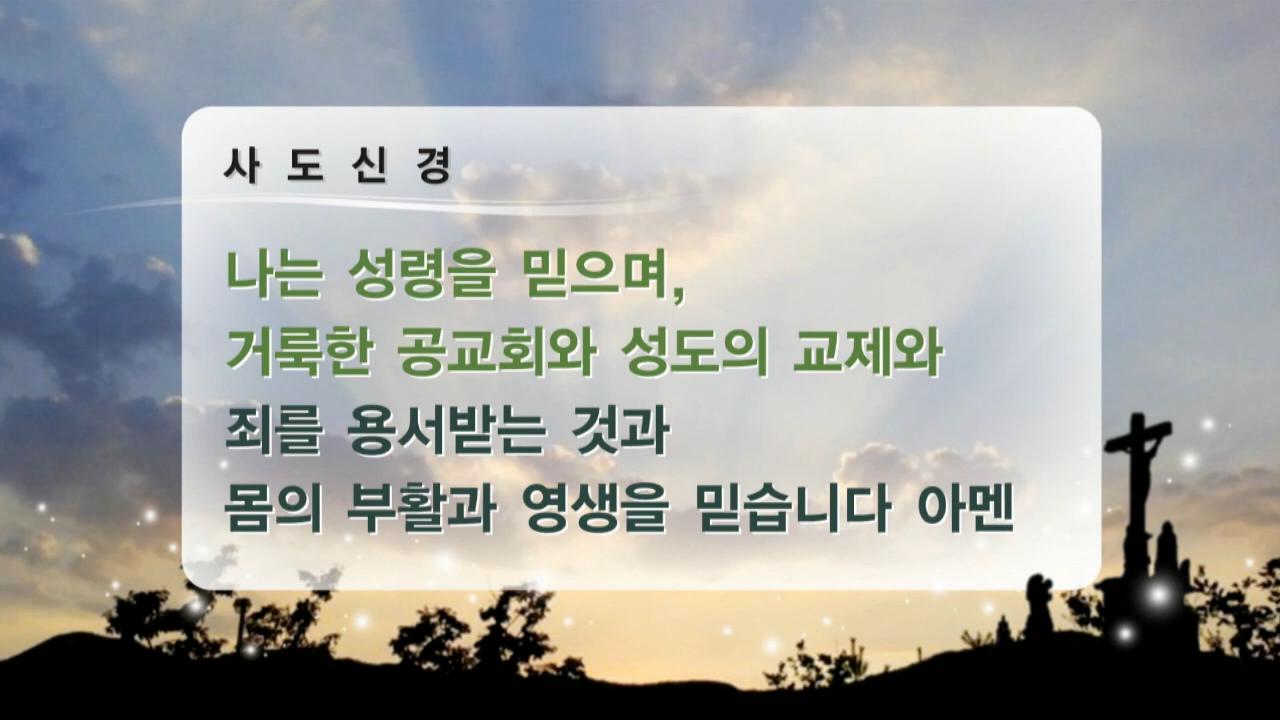 사 도 신 경
나는 성령을 믿으며,
거룩한 공교회와 성도의 교제와
죄를 용서받는 것과
몸의 부활과 영생을 믿습니다 아멘